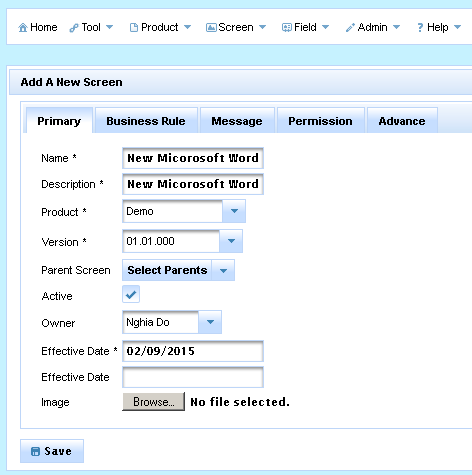 Home Tool Product Screen Field Admin Help
Add A New Screen
Primary Business Rule Message Permission Advance
Name * New Micorosoft Word
Description * New Micorosoft Word
Product * Demo
Version * 01.01.000
Parent Screen Select Parents
Active
Owner Nghia Do
Effective Date * 02/09/2015
Effective Date
Image Browse... No file selected.
Save